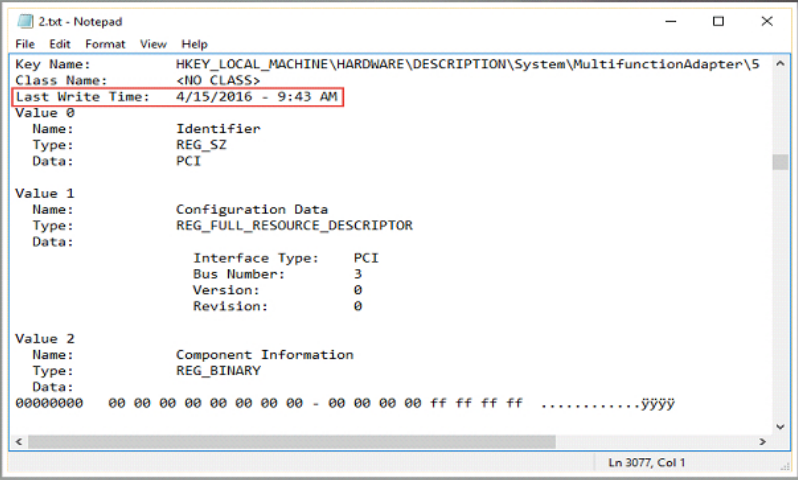 2.txt - Notepad
File Edit Format View Help
Key Name: HKEY_LOCAL_MACHINE\HARDWARE\DESCRIPTION\System\MultifunctionAdapter\5
Class Name: <NO CLASS>
Last Write Time: 4/15/2016 - 9:43 AM
Value 0
Name: Identifier
Type: REG_SZ
Data: PCI
Value 1
Name: Configuration Data
Type: REG_FULL_RESOURCE_DESCRIPTOR
Data:
Interface Type: PCI
Bus Number: 3
Version: 0
Revision: 0
Value 2
Name: Component Information
Type: REG_BINARY
Data:
00000000 00 00 00 00 00 00 00 00 - 00 00 00 00 ff ff ff ff ............ÿÿÿÿ
Ln 3077, Col 1